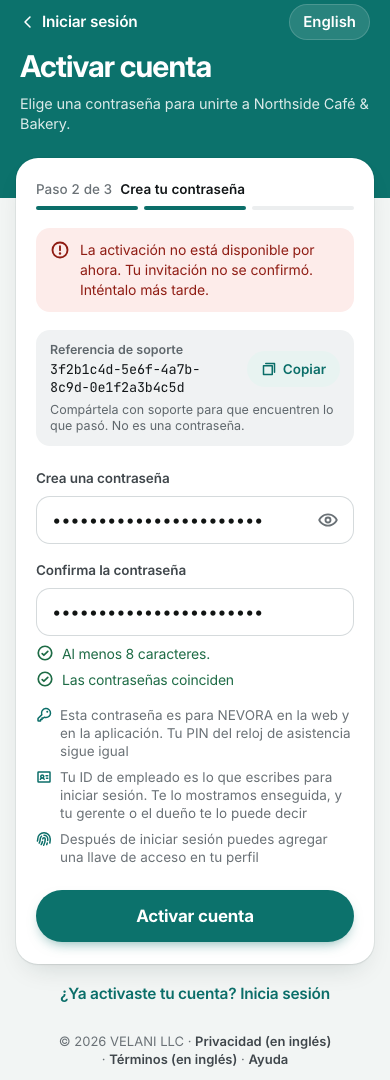 Iniciar sesión
English
Activar cuenta
Elige una contraseña para unirte a Northside Café &
Bakery.
Paso 2 de 3 Crea tu contraseña
La activación no está disponible por
ahora. Tu invitación no se confirmó.
Inténtalo más tarde.
Referencia de soporte
3f2b1c4d-5e6f-4a7b-
8c9d-0e1f2a3b4c5d
Copiar
Compártela con soporte para que encuentren lo
que pasó. No es una contraseña.
Crea una contraseña
Confirma la contraseña
Al menos 8 caracteres.
Las contraseñas coinciden
Esta contraseña es para NEVORA en la web y
en la aplicación. Tu PIN del reloj de asistencia
sigue igual
Tu ID de empleado es lo que escribes para
iniciar sesión. Te lo mostramos enseguida, y
tu gerente o el dueño te lo puede decir
Después de iniciar sesión puedes agregar
una llave de acceso en tu perfil
Activar cuenta
¿Ya activaste tu cuenta? Inicia sesión
© 2026 VELANI LLC · Privacidad (en inglés)
· Términos (en inglés) · Ayuda